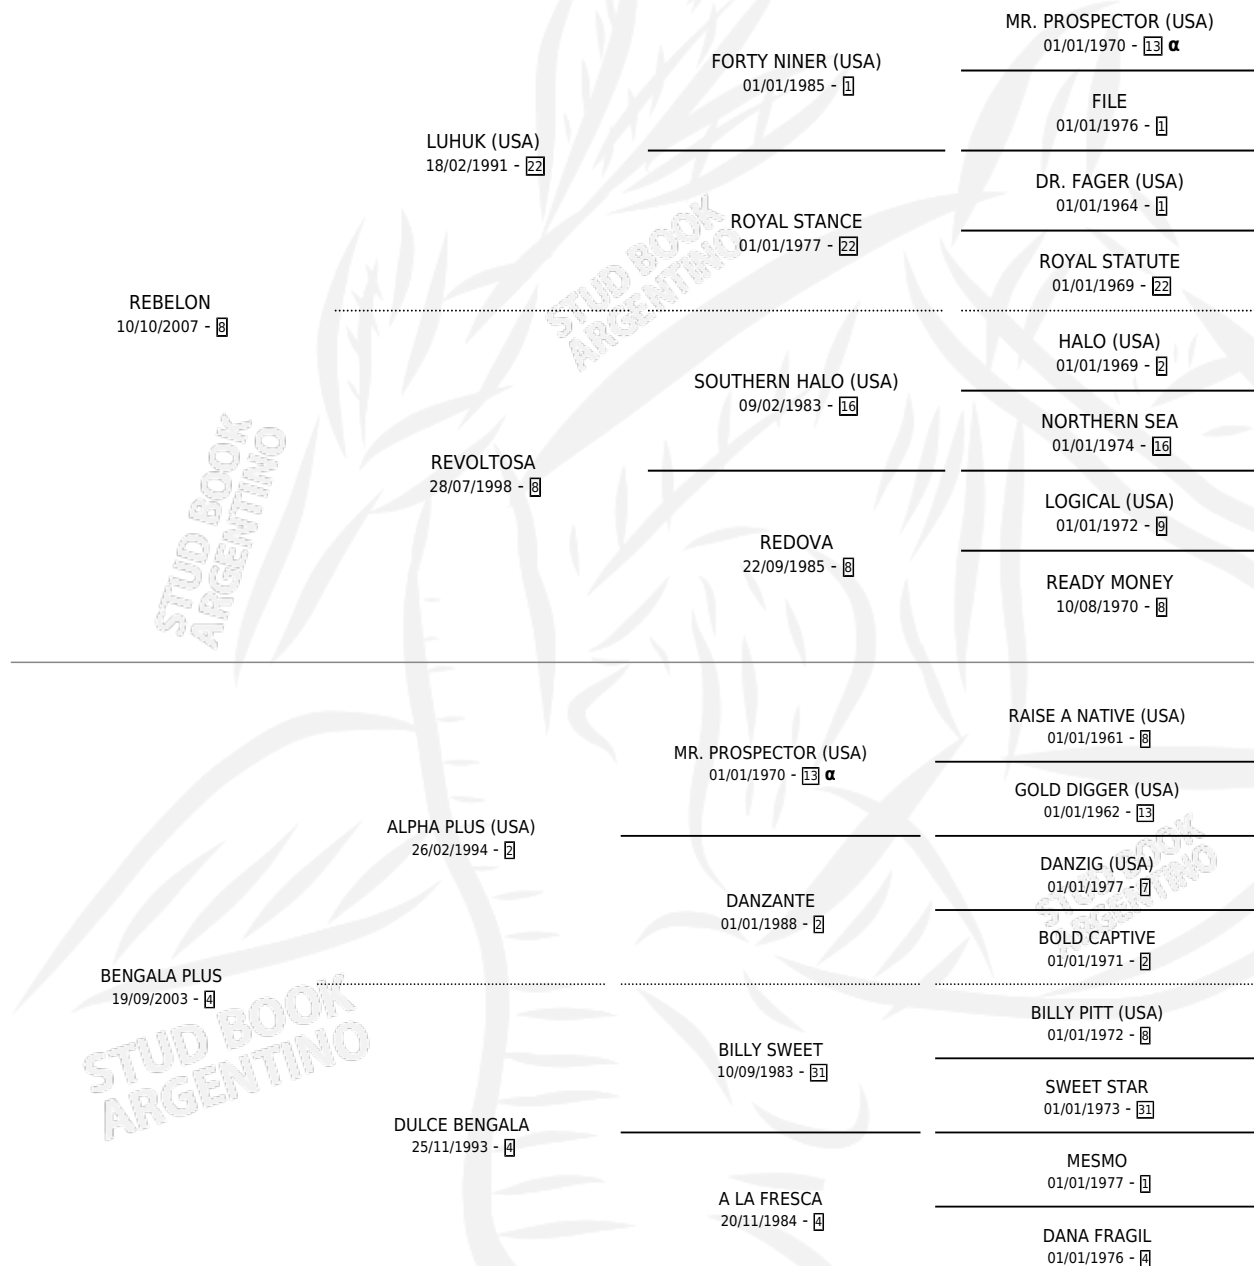 MR. PROSPECTOR (USA)
01/01/1970 - 13 α
FORTY NINER (USA)
01/01/1985 - 1
FILE
01/01/1976 - 1
LUHUK (USA)
18/02/1991 - 22
DR. FAGER (USA)
01/01/1964 - 1
ROYAL STANCE
01/01/1977 - 22
ROYAL STATUTE
01/01/1969 - 22
REBELON
10/10/2007 - 8
HALO (USA)
01/01/1969 - 2
SOUTHERN HALO (USA)
09/02/1983 - 16
NORTHERN SEA
01/01/1974 - 16
REVOLTOSA
28/07/1998 - 8
LOGICAL (USA)
01/01/1972 - 9
REDOVA
22/09/1985 - 8
READY MONEY
10/08/1970 - 8
RAISE A NATIVE (USA)
01/01/1961 - 8
MR. PROSPECTOR (USA)
01/01/1970 - 13 α
GOLD DIGGER (USA)
01/01/1962 - 13
ALPHA PLUS (USA)
26/02/1994 - 2
DANZIG (USA)
01/01/1977 - 7
DANZANTE
01/01/1988 - 2
BOLD CAPTIVE
01/01/1971 - 2
BENGALA PLUS
19/09/2003 - 4
BILLY PITT (USA)
01/01/1972 - 8
BILLY SWEET
10/09/1983 - 31
SWEET STAR
01/01/1973 - 31
DULCE BENGALA
25/11/1993 - 4
MESMO
01/01/1977 - 1
A LA FRESCA
20/11/1984 - 4
DANA FRAGIL
01/01/1976 - 4
STUD BOOK
ARGENTINO
STUD BOOK
ARGENTINO
STUD BOOK
ARGENTINO
STUD BOOK
ARGENTINO